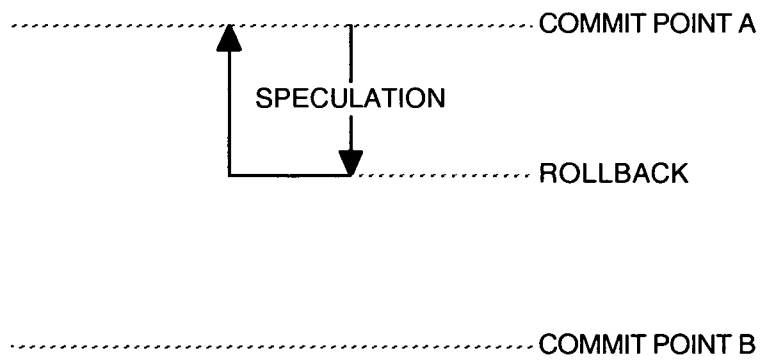 COMMIT POINT A
SPECULATION
ROLLBACK
COMMIT POINT B